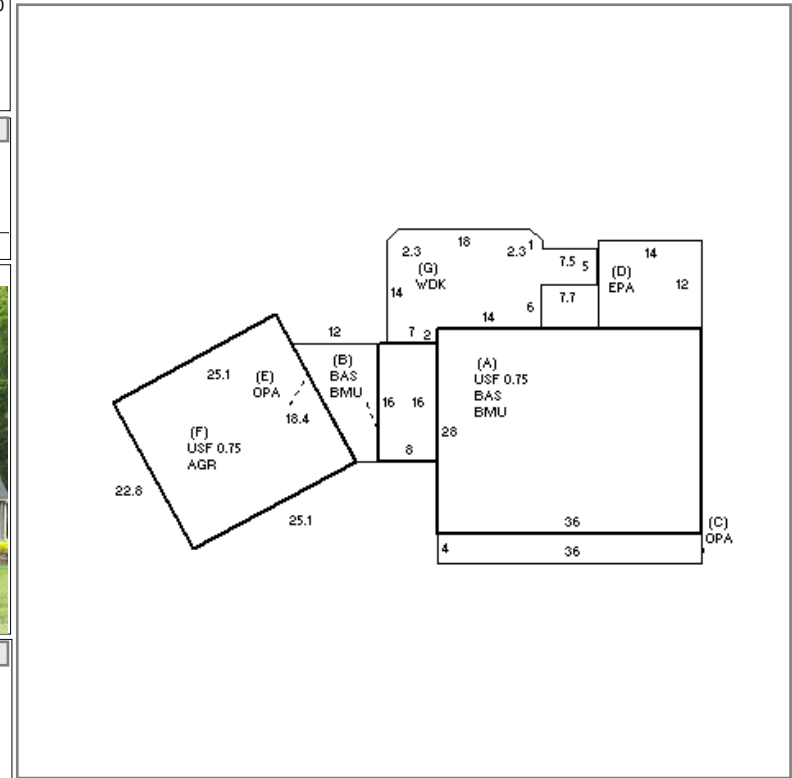 18
2.3
2.3
1
(G)
WDK
7.5
5
14
(D)
EPA
12
14
7.7
6
14
12
7
2
(B)
BAS
BMU
(A)
USF 0.75
BAS
BMU
25.1
(E)
OPA
16
16
18.4
28
(F)
USF 0.75
AGR
8
22.8
25.1
36
(C)
OPA
4
36